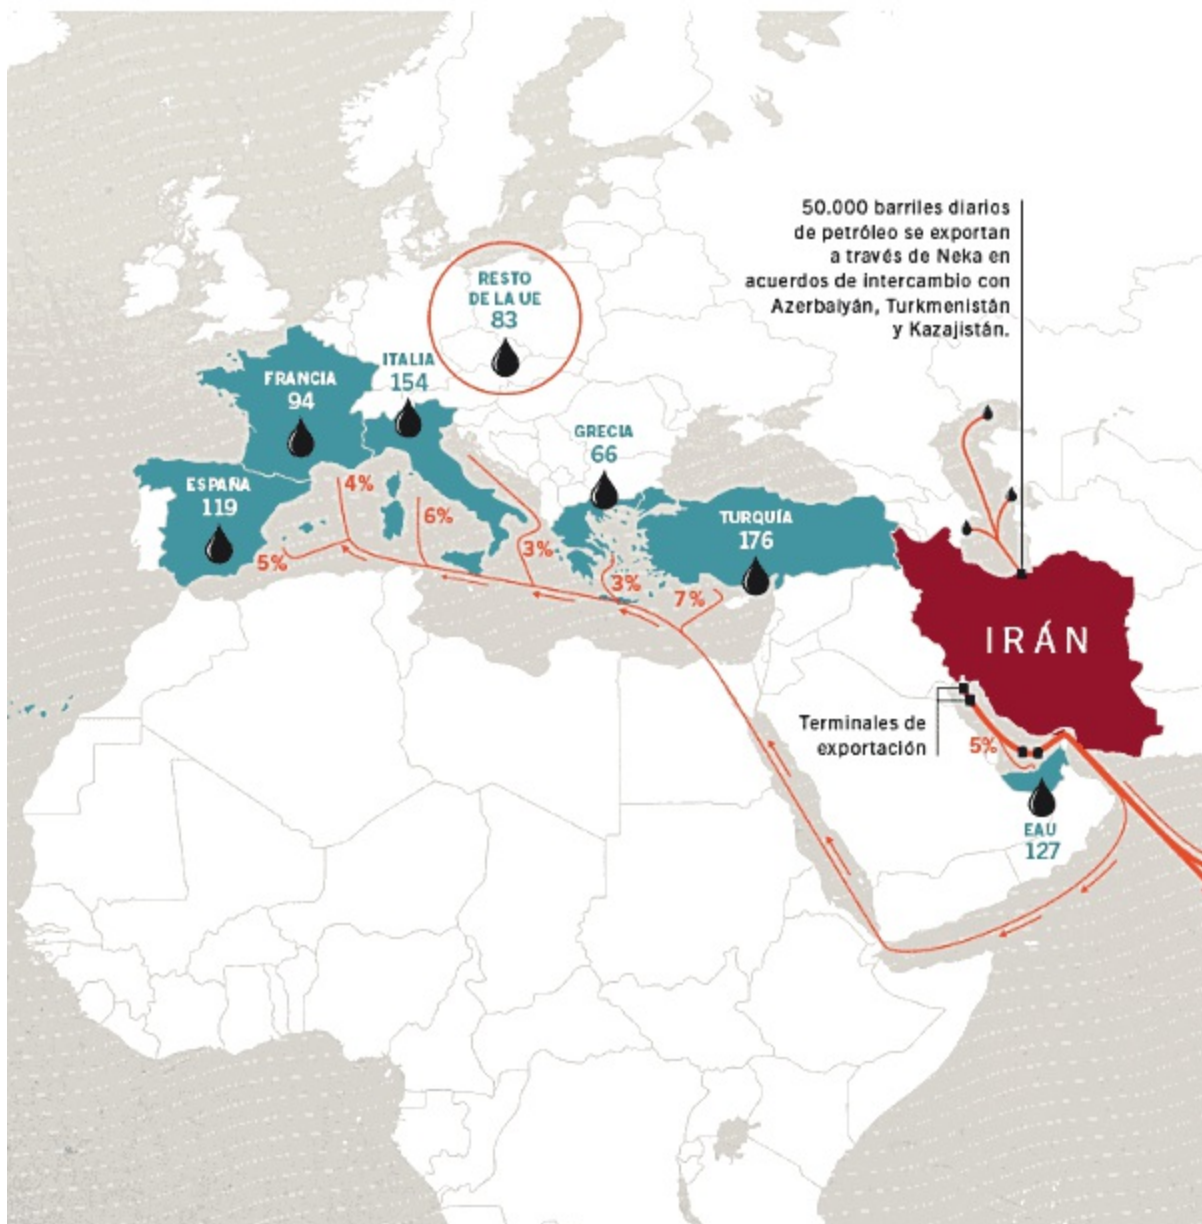 50.000 barriles diarios
de petróleo se exportan
a través de Neka en
acuerdos de intercambio con
Azerbaiyán, Turkmenistán
y Kazajistán.
RESTO
DE LA UE
83
ITALIA
154
FRANCIA
94
GRECIA
66
ESPAÑA
119
TURQUÍA
176
4%
6%
3%
5%
3%
7%
IRÁN
Terminales de
exportación
5%
EAU
127